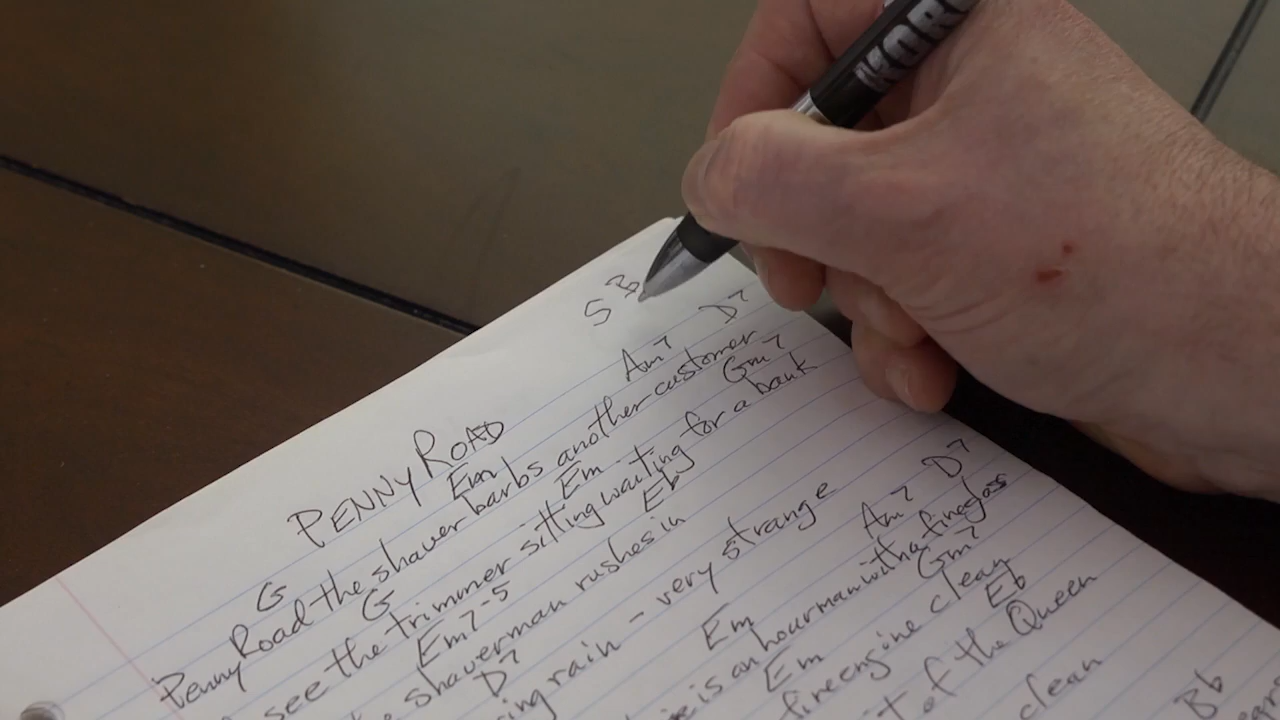 KORG
S B
PENNY ROAD
G Em Am7 D7
Penny Road the shaver barbs another customer
G Em Gm7
see the trimmer sitting waiting for a bank
Em7-5 Eb
shaverman rushes in
D7
rain - very strange
Em Am7 D7
is an hourman with a fireglass
Em Gm7
fireengine clean
Eb
of the Queen
clean
Bb